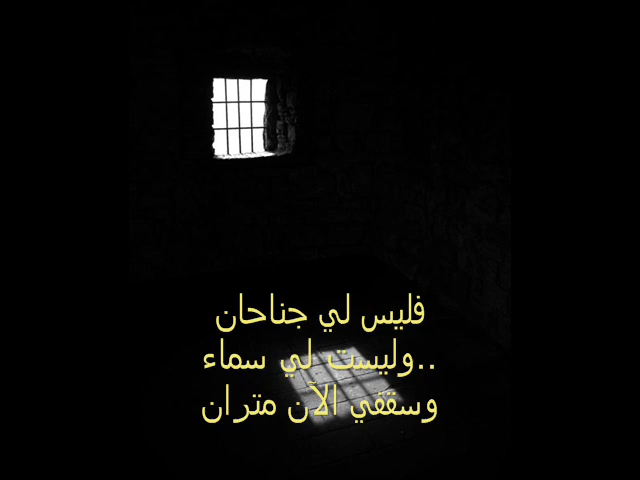 فليس لي جناحان
..وليست لي سماء
وسقفي الآن متران